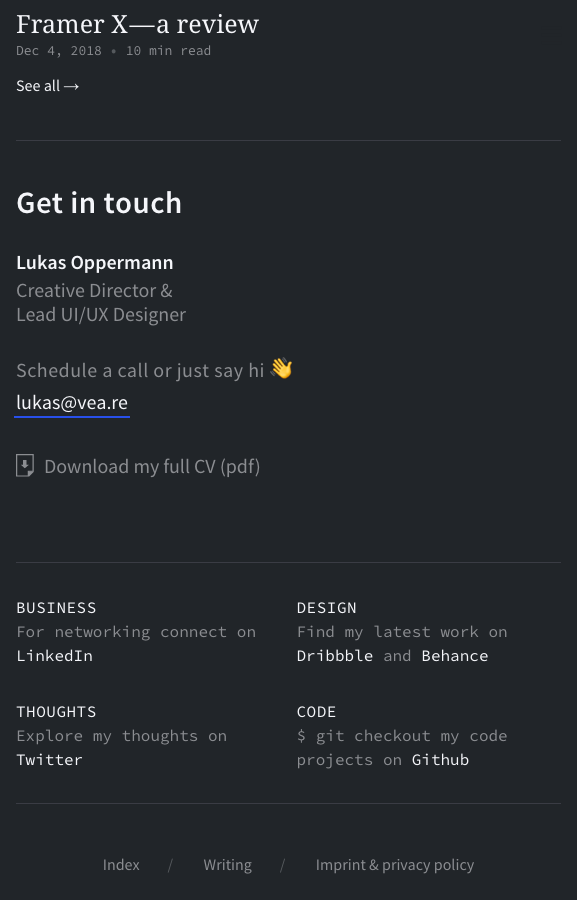 Framer X—a review
Dec 4, 2018 • 10 min read
See all →
Get in touch
Lukas Oppermann
Creative Director &
Lead UI/UX Designer
Schedule a call or just say hi 👋
lukas@vea.re
Download my full CV (pdf)
BUSINESS
For networking connect on
LinkedIn
DESIGN
Find my latest work on
Dribbble and Behance
THOUGHTS
Explore my thoughts on
Twitter
CODE
$ git checkout my code
projects on Github
Index / Writing / Imprint & privacy policy